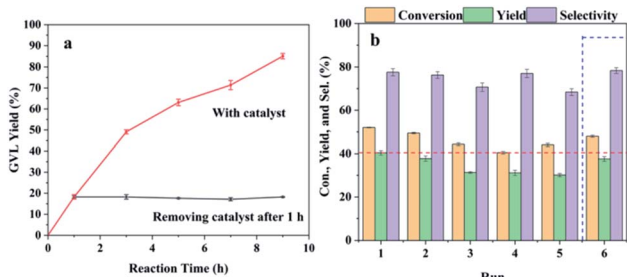 a
GVL Yield (%)
100
90
80
70
60
50
40
30
20
10
0
With catalyst
Removing catalyst after 1 h
0 2 4 6 8 10
Reaction Time (h)
b
Conversion Yield Selectivity
Con., Yield, and Sel. (%)
100
80
60
40
20
0
1 2 3 4 5 6
Run